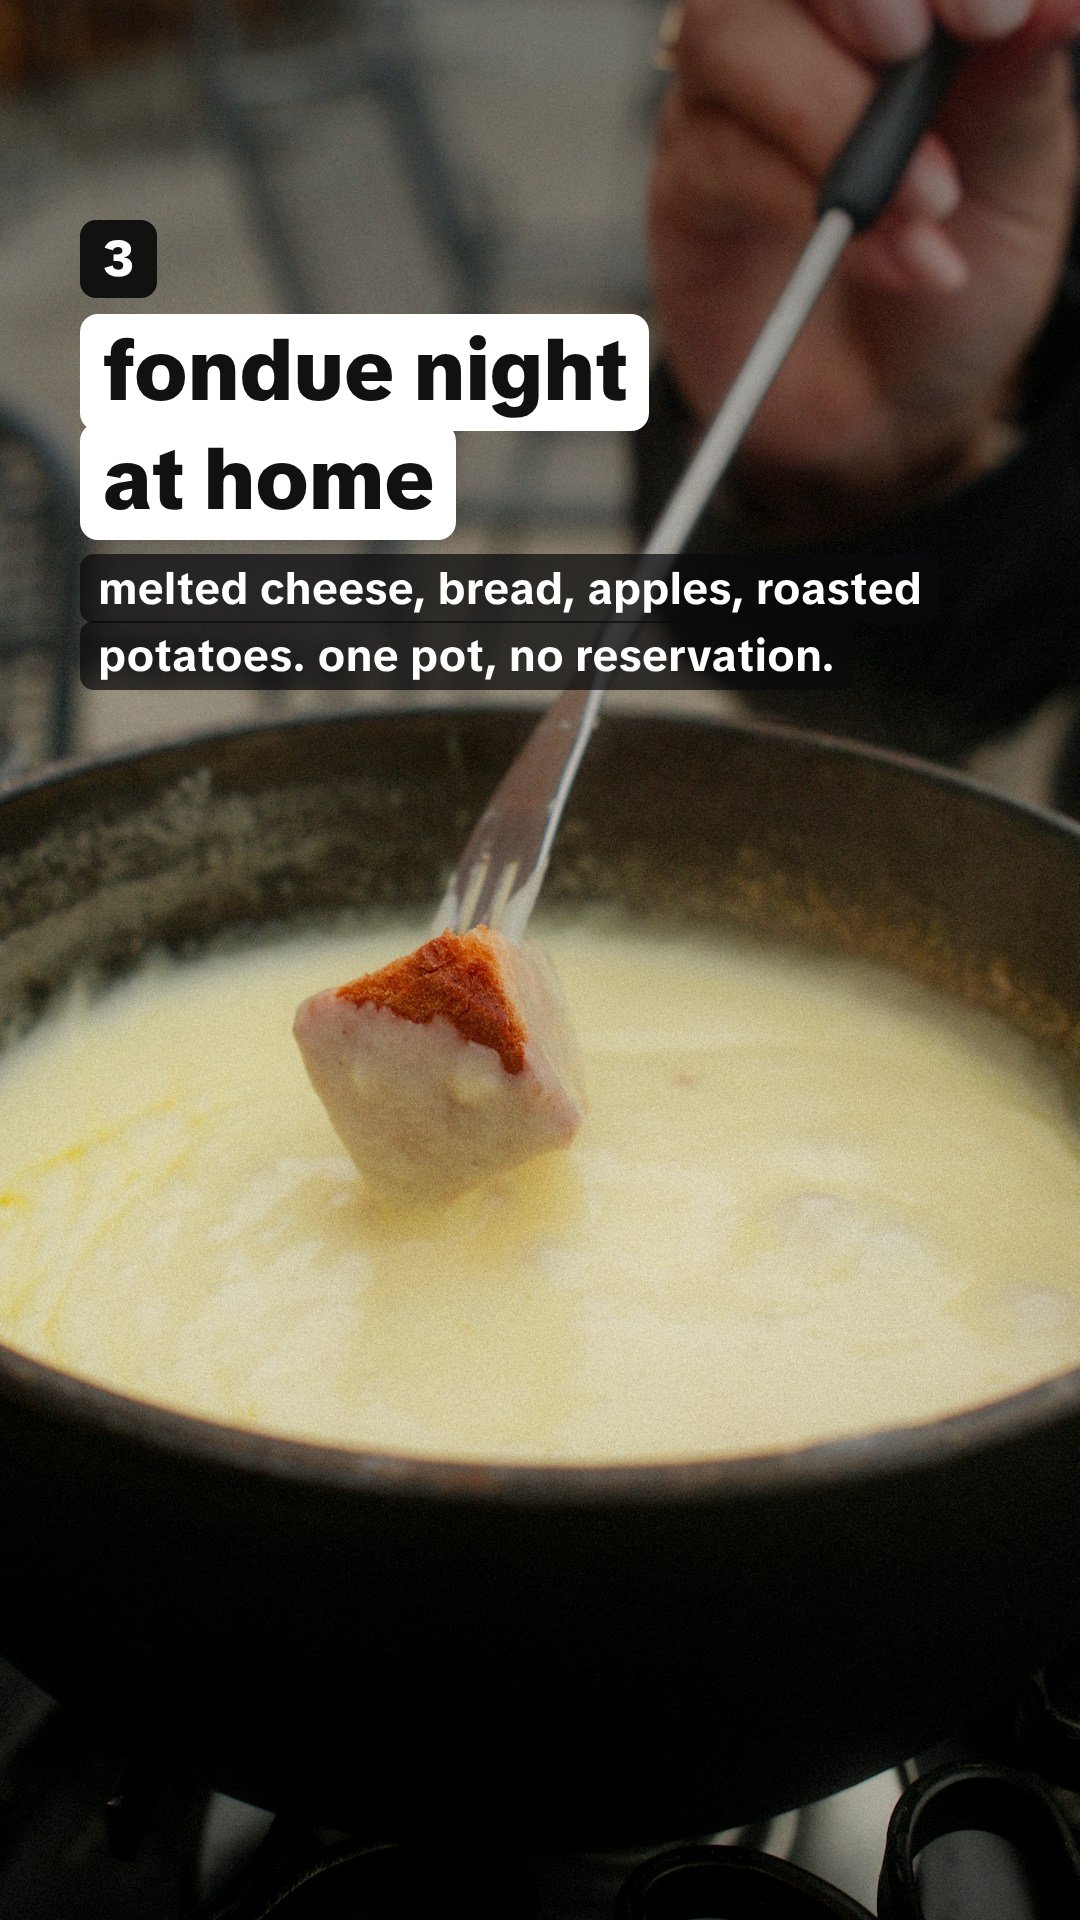 3
fondue night
at home
melted cheese, bread, apples, roasted
potatoes. one pot, no reservation.